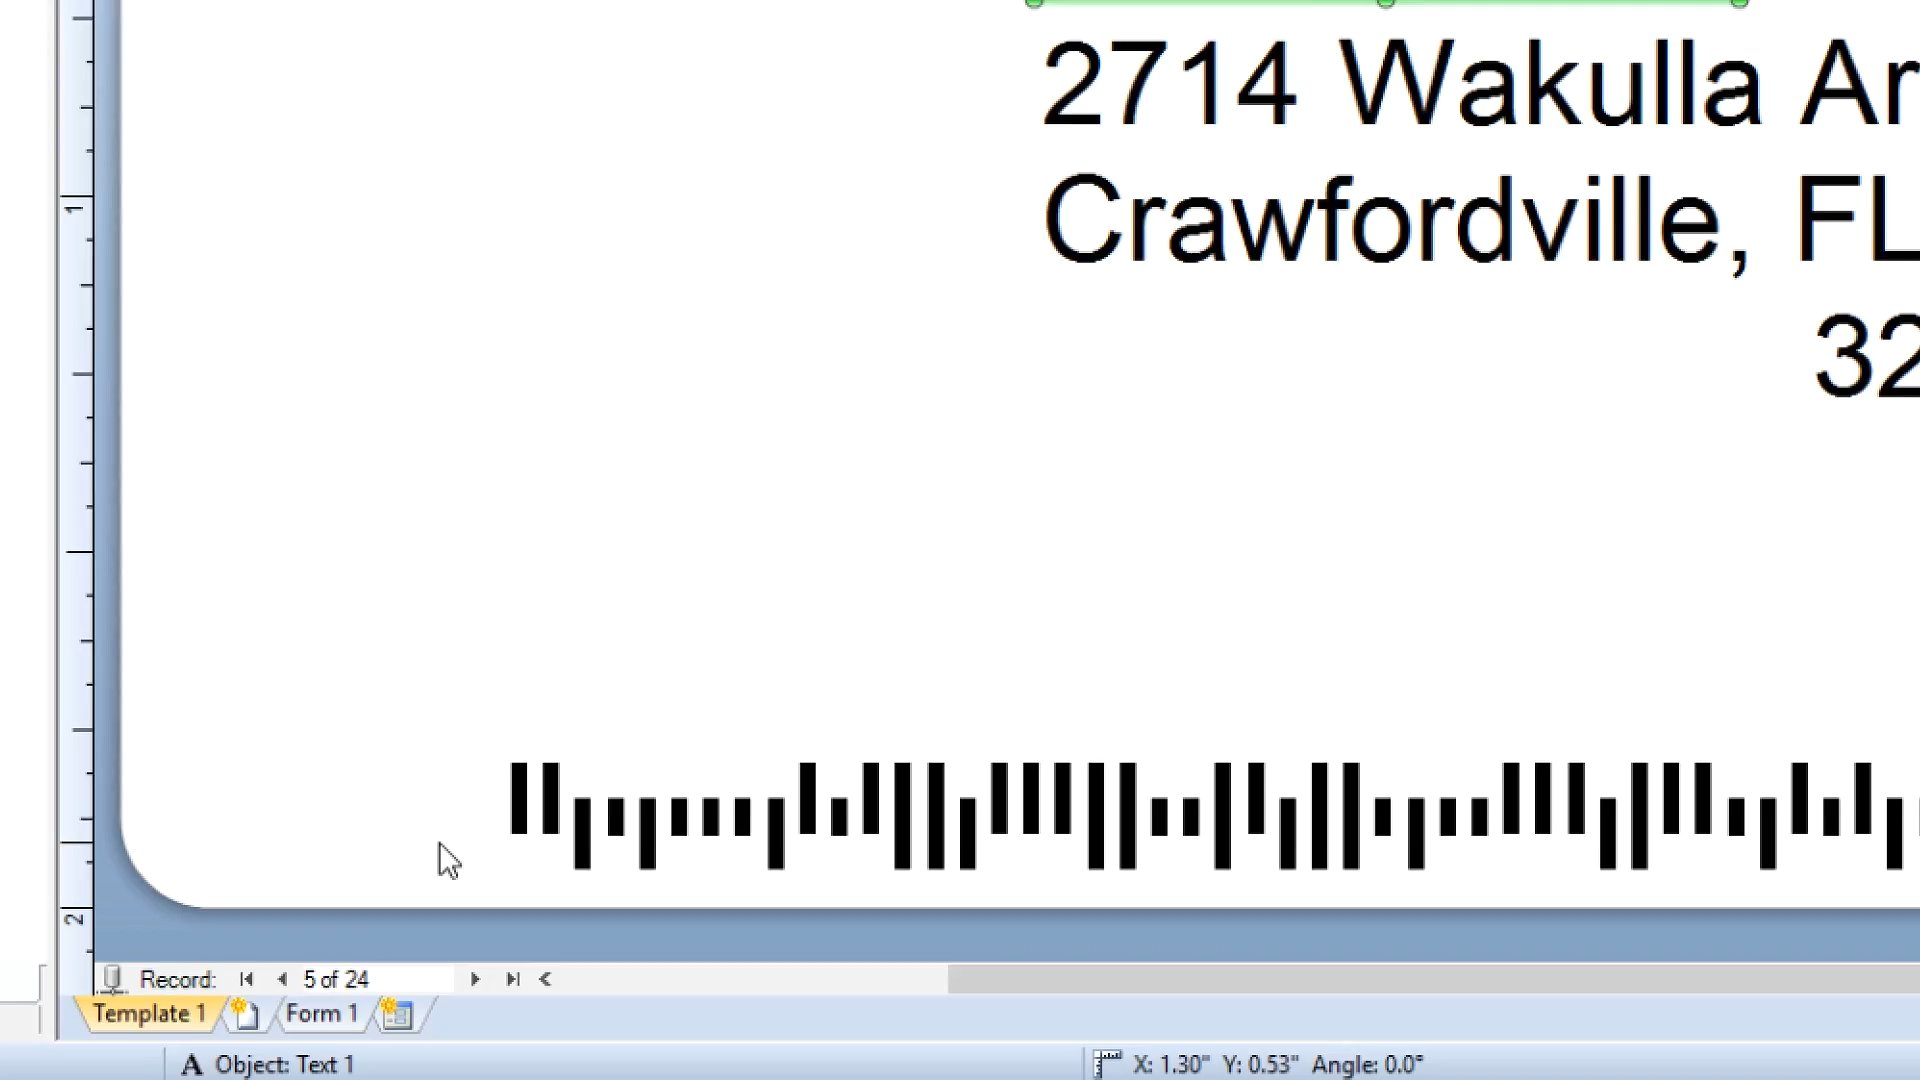 2714 Wakulla Ar
Crawfordville, FL
32
1
2
Record: 5 of 24
Template 1 Form 1
A Object: Text 1 X: 1.30" Y: 0.53" Angle: 0.0°